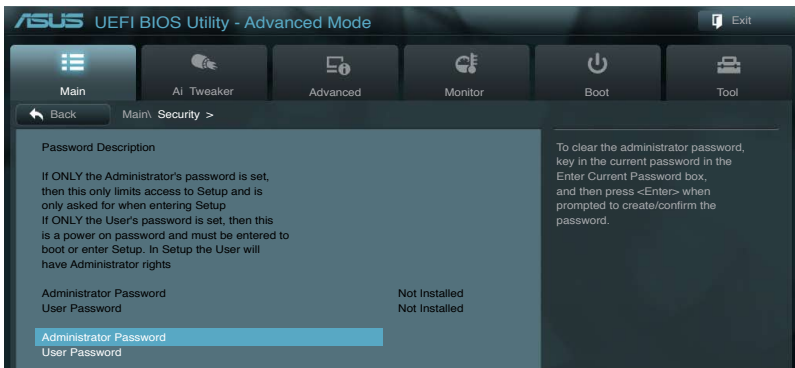 ASUS UEFI BIOS Utility - Advanced Mode
Exit
Main
Ai Tweaker
Advanced
Monitor
Boot
Tool
Back
Main\ Security >
Password Description
If ONLY the Administrator's password is set,
then this only limits access to Setup and is
only asked for when entering Setup
If ONLY the User's password is set, then this
is a power on password and must be entered to
boot or enter Setup. In Setup the User will
have Administrator rights
Administrator Password Not Installed
User Password Not Installed
Administrator Password
User Password
To clear the administrator password,
key in the current password in the
Enter Current Password box,
and then press <Enter> when
prompted to create/confirm the
password.